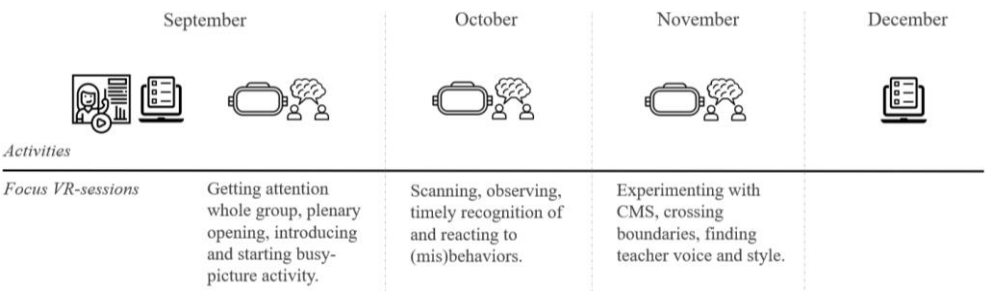 September
October
November
December
Activities
Focus VR-sessions
Getting attention
whole group, plenary
opening, introducing
and starting busy-
picture activity.
Scanning, observing,
timely recognition of
and reacting to
(mis)behaviors.
Experimenting with
CMS, crossing
boundaries, finding
teacher voice and style.